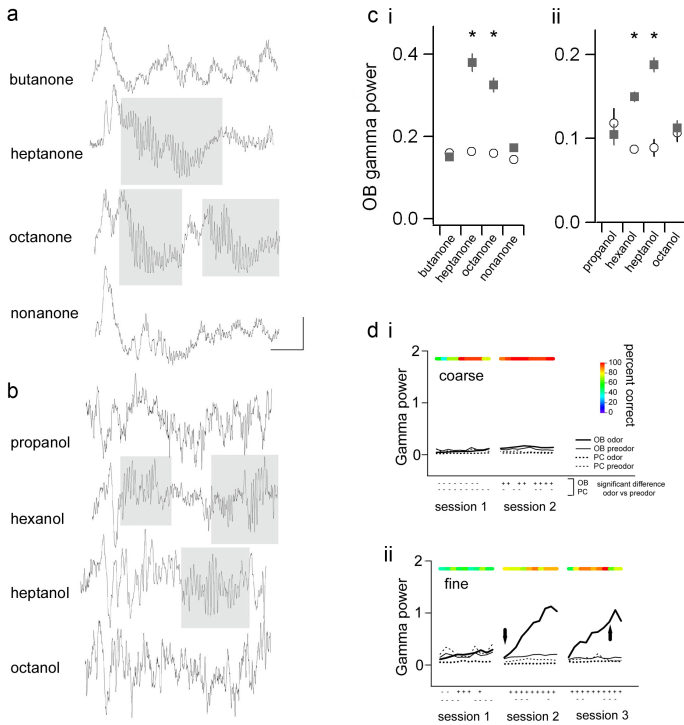 a
butanone
heptanone
octanone
nonanone
b
propanol
hexanol
heptanol
octanol
c i
OB gamma power
0.4
0.2
0.0
butanone
heptanone
octanone
nonanone
* *
ii
0.2
0.1
0.0
propanol
hexanol
heptanol
octanol
* *
d i
Gamma power
2
1
0
coarse
percent correct
100
80
60
40
20
0
OB odor
OB preodor
PC odor
PC preodor
OB
PC
significant difference
odor vs preodor
session 1
session 2
ii
Gamma power
2
1
0
fine
session 1
session 2
session 3